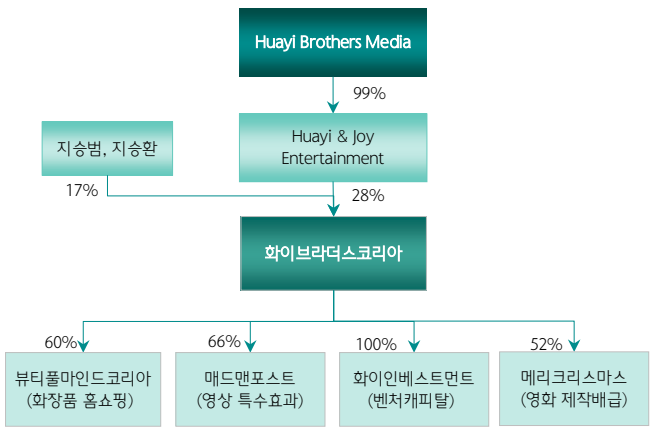 Huayi Brothers Media
99%
Huayi & Joy
Entertainment
지승범, 지승환
17%
28%
화이브라더스코리아
60%
66%
100%
52%
뷰티풀마인드코리아
(화장품 홈쇼핑)
매드맨포스트
(영상 특수효과)
화이인베스트먼트
(벤처캐피탈)
메리크리스마스
(영화 제작배급)